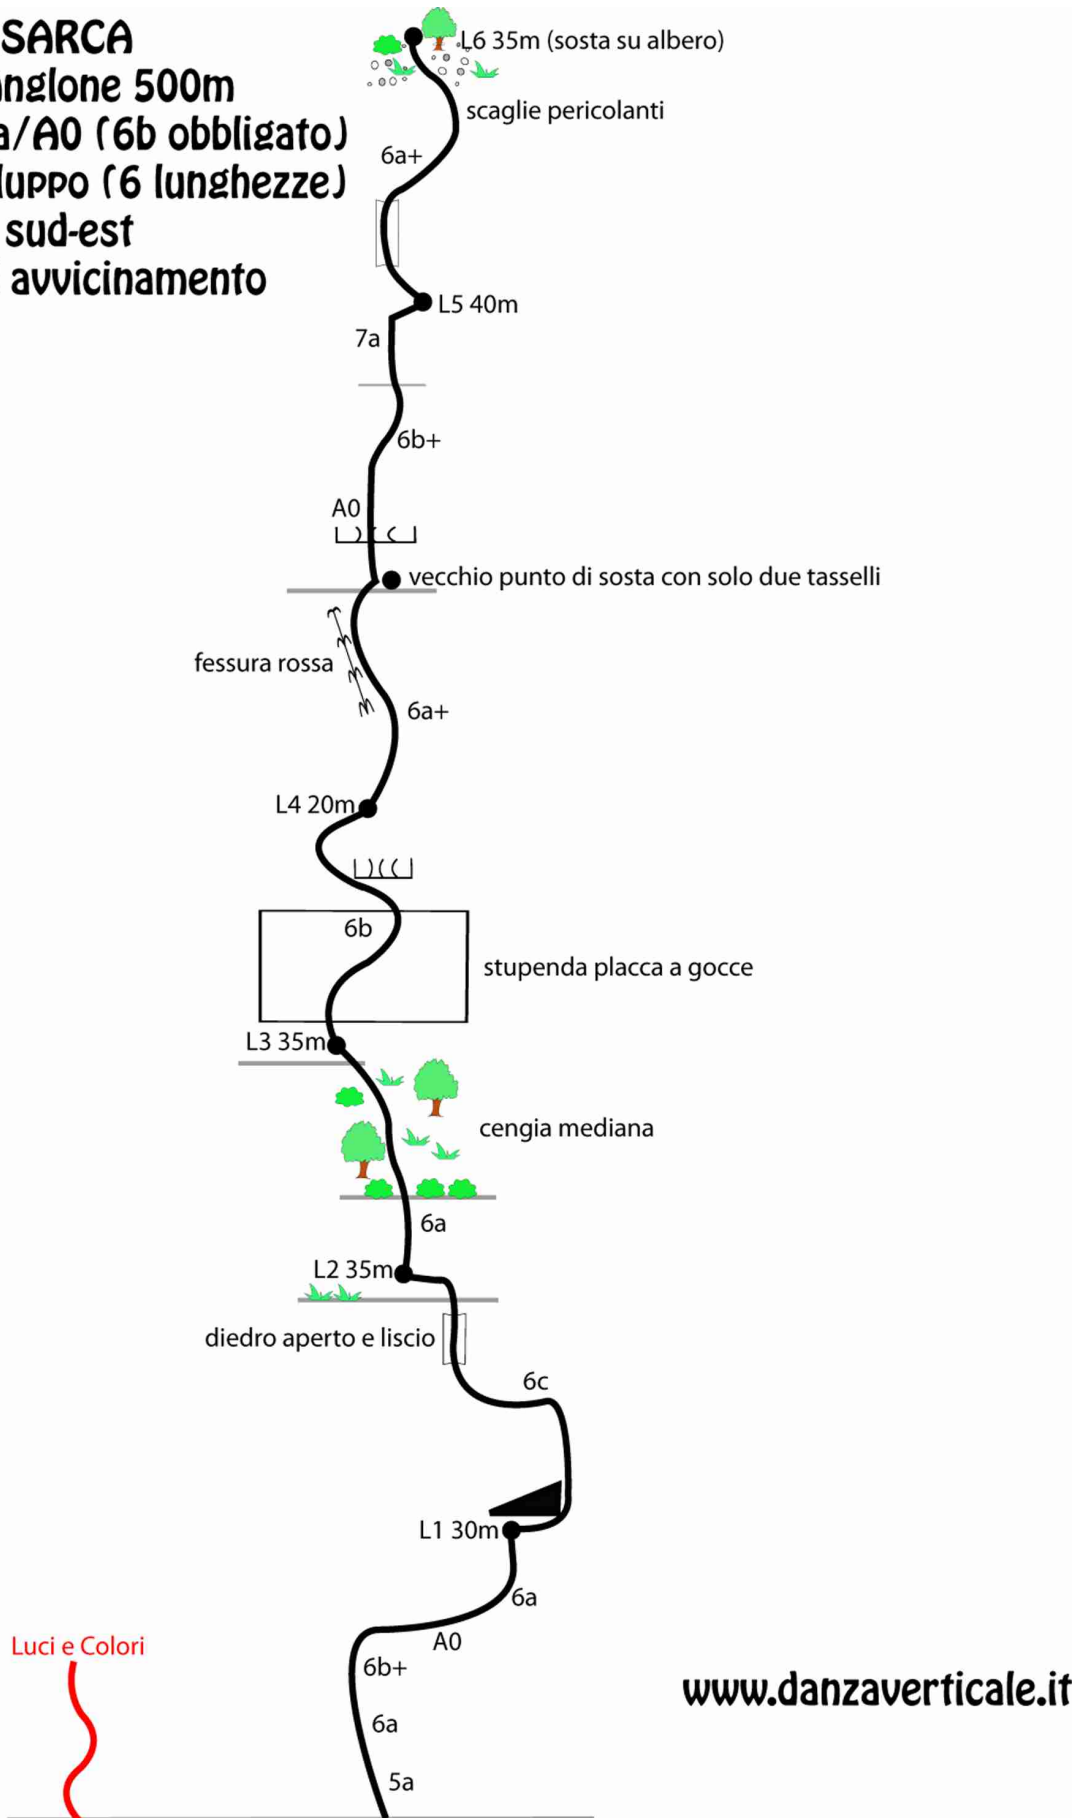 SARCA
anglone 500m
a/A0 (6b obbligato)
luppo (6 lunghezze)
sud-est
avvicinamento
L6 35m (sosta su albero)
scaglie pericolanti
6a+
L5 40m
7a
6b+
A0
vecchio punto di sosta con solo due tasselli
fessura rossa
6a+
L4 20m
6b
stupenda placca a gocce
L3 35m
cengia mediana
6a
L2 35m
diedro aperto e liscio
6c
L1 30m
6a
A0
Luci e Colori
6b+
www.danzaverticale.it
6a
5a